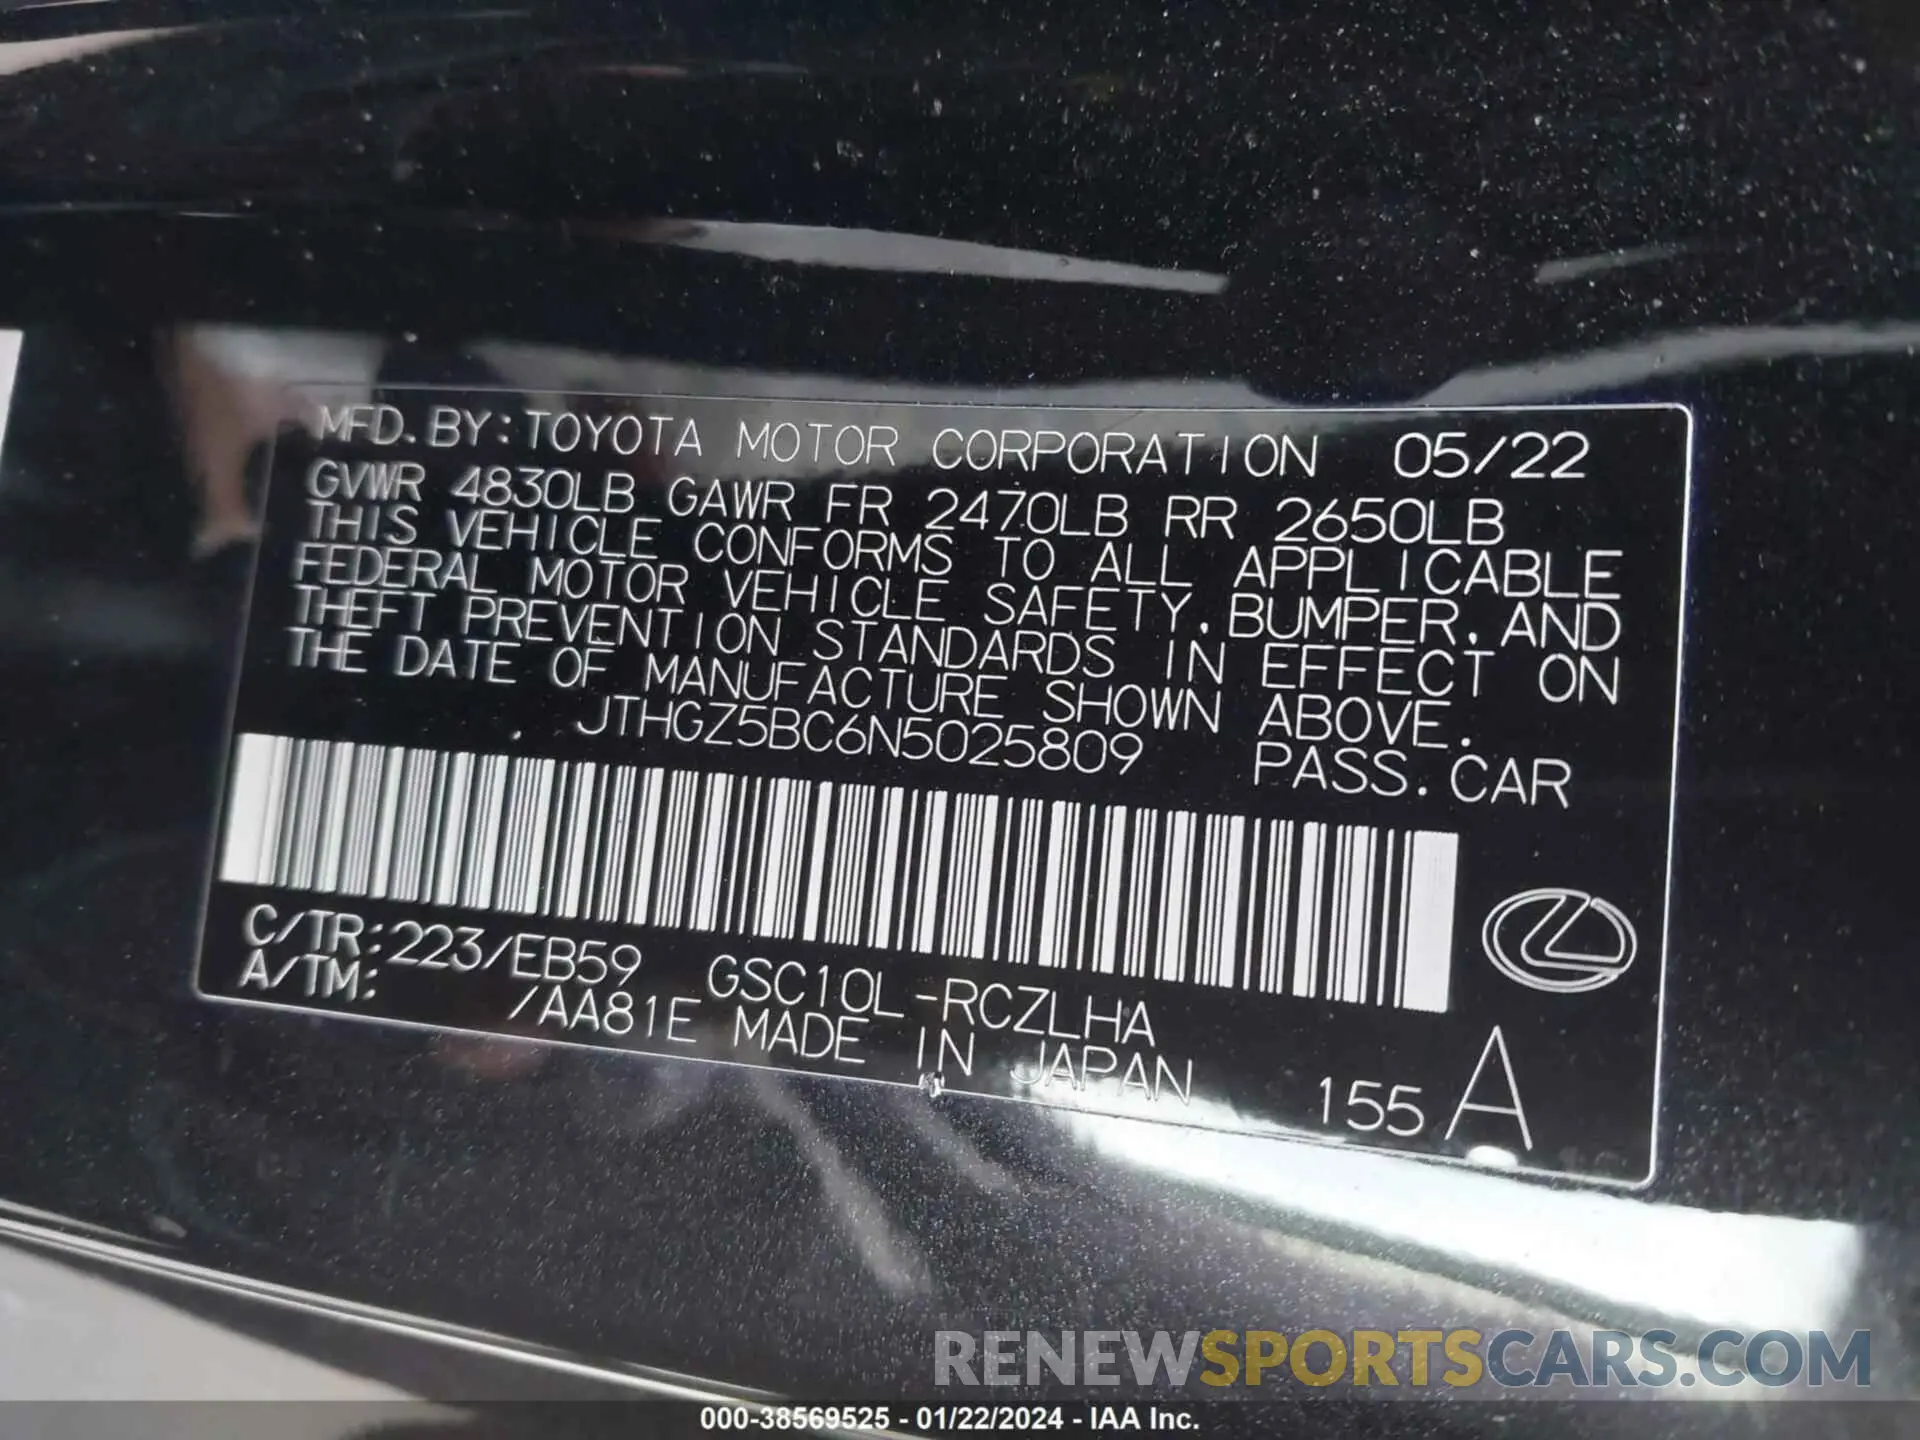 MFD. BY: TOYOTA MOTOR CORPORATION 05/22
GVWR 4830LB GAWR FR 2470LB RR 2650LB
THIS VEHICLE CONFORMS TO ALL APPLICABLE
FEDERAL MOTOR VEHICLE SAFETY, BUMPER, AND
THEFT PREVENTION STANDARDS IN EFFECT ON
THE DATE OF MANUFACTURE SHOWN ABOVE.
JTHGZ5BC6N5025809 PASS. CAR
C/TR: 223/EB59 GSC10L-RCZLHA
A/TM: /AA81E MADE IN JAPAN 155 A
RENEWSPORTSCARS.COM
000-38569525 - 01/22/2024 - IAA Inc.